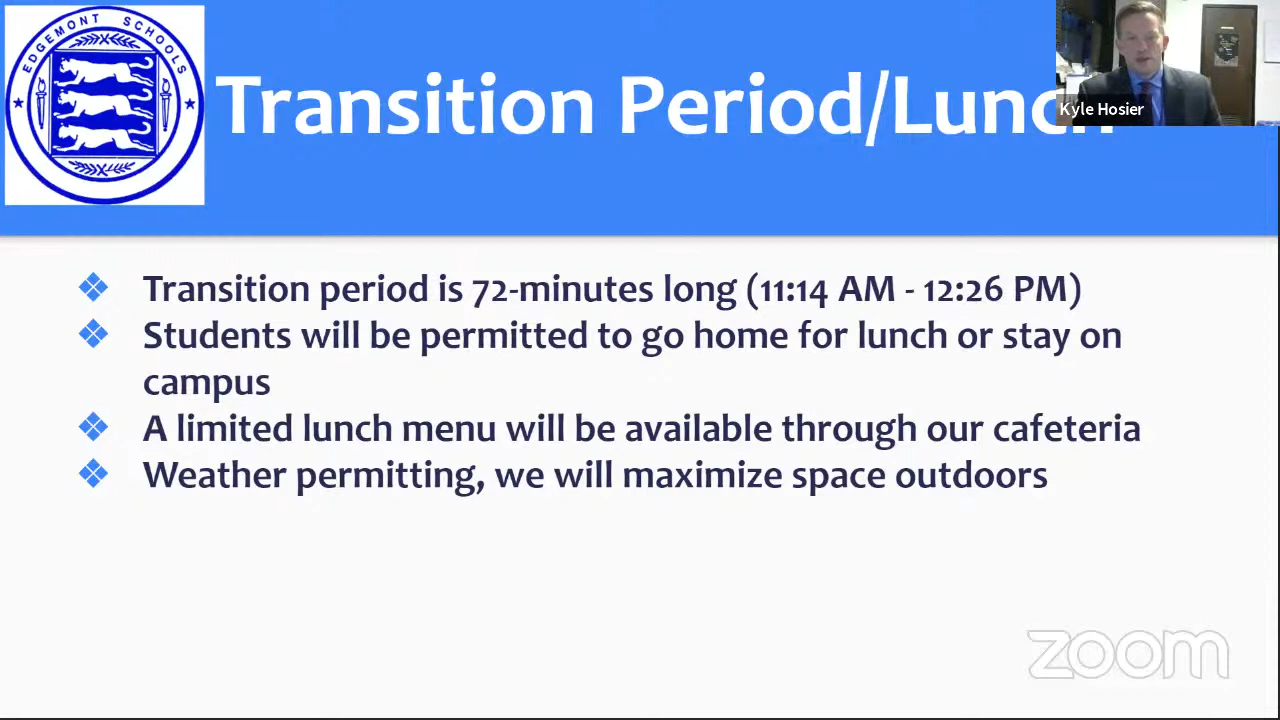 EDGEMONT SCHOOLS
Transition Period/Lunch
Kyle Hosier
Transition period is 72-minutes long (11:14 AM - 12:26 PM)
Students will be permitted to go home for lunch or stay on
campus
A limited lunch menu will be available through our cafeteria
Weather permitting, we will maximize space outdoors
zoom